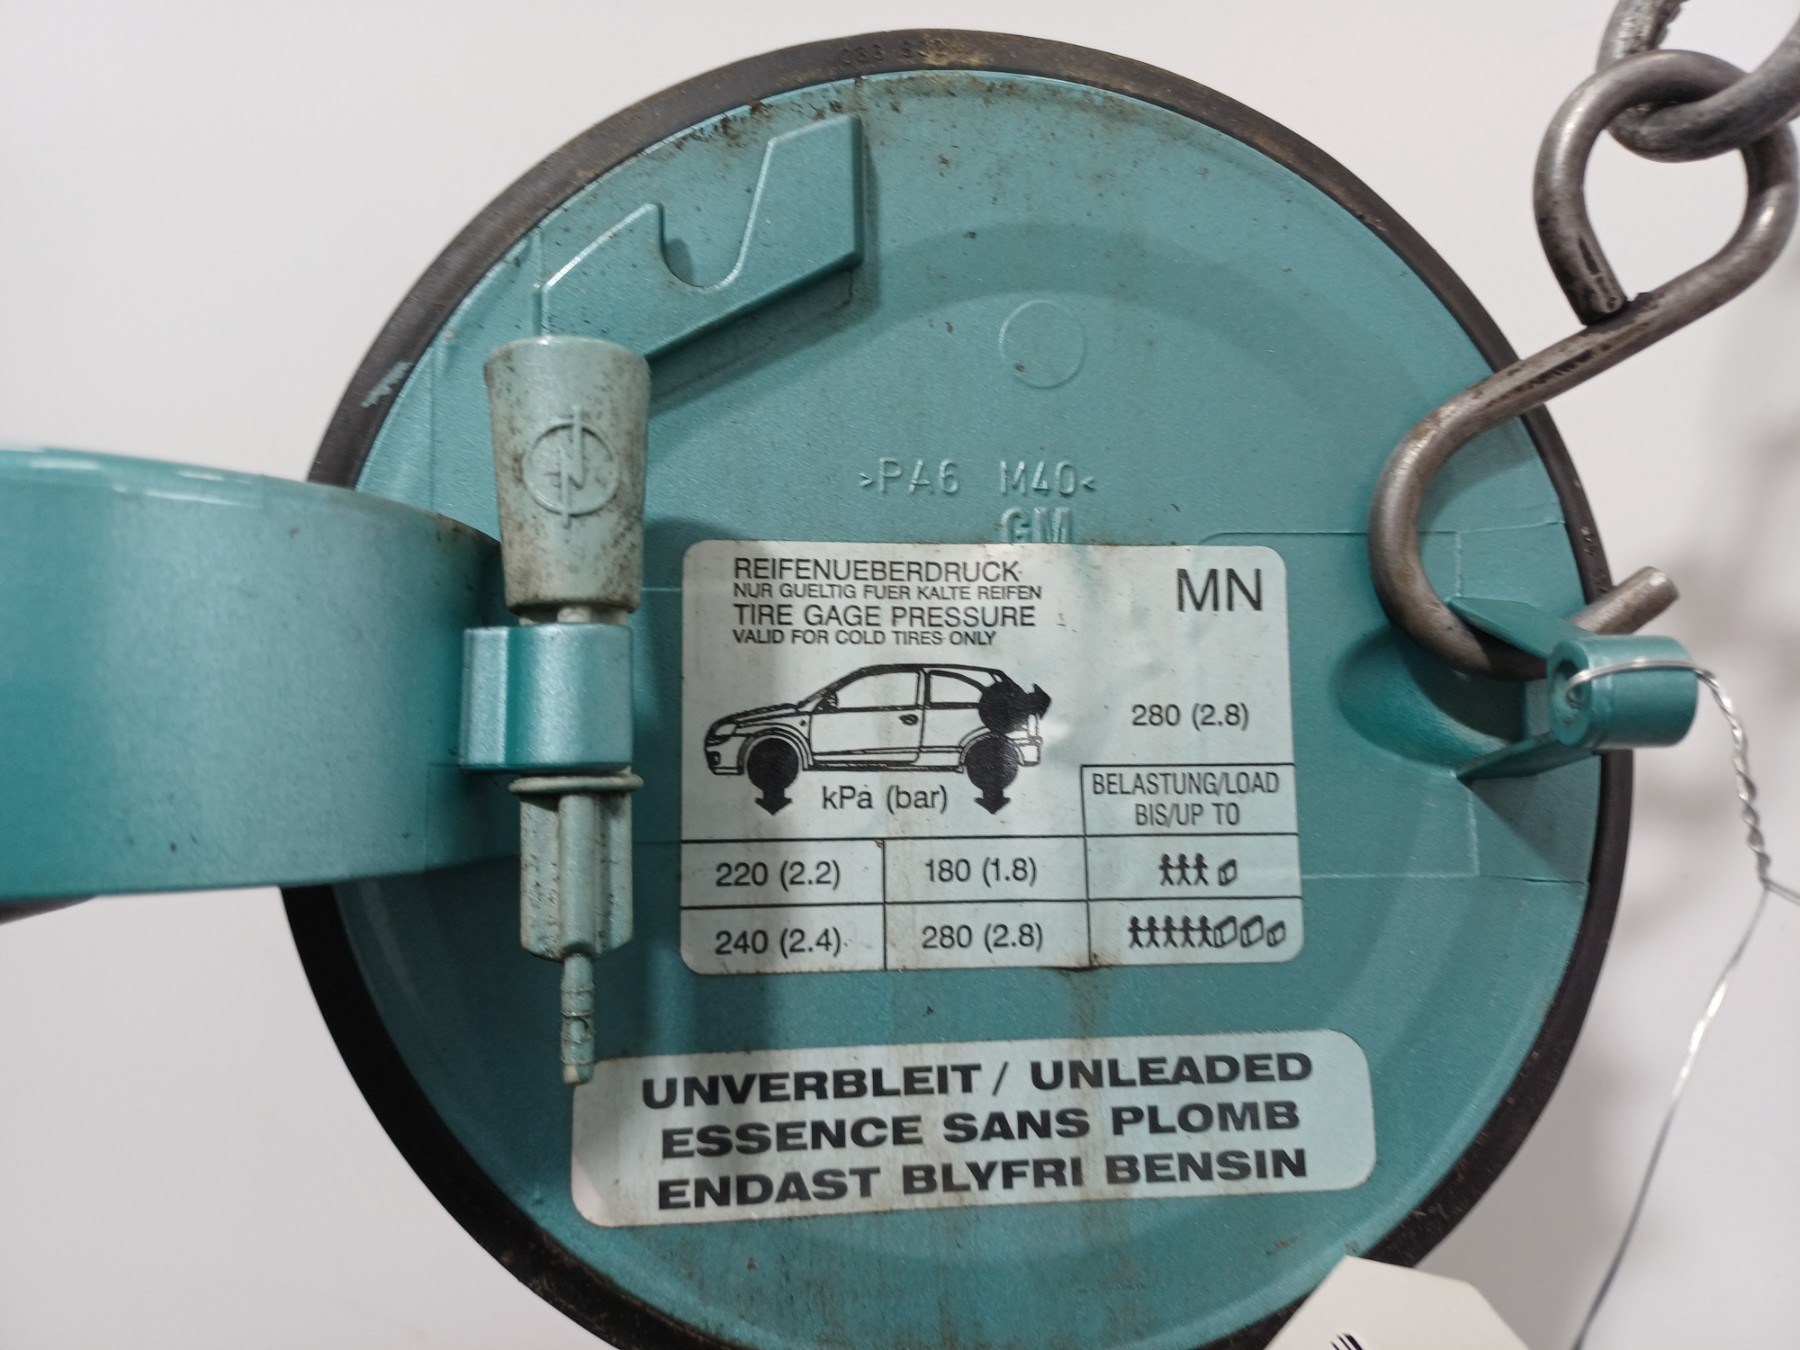 >PA6 M40<
GM
REIFENUEBERDRUCK
NUR GUELTIG FUER KALTE REIFEN
TIRE GAGE PRESSURE
VALID FOR COLD TIRES ONLY
MN
280 (2.8)
kPa (bar)
BELASTUNG/LOAD
BIS/UP TO
220 (2.2) 180 (1.8)
240 (2.4) 280 (2.8)
UNVERBLEIT / UNLEADED
ESSENCE SANS PLOMB
ENDAST BLYFRI BENSIN